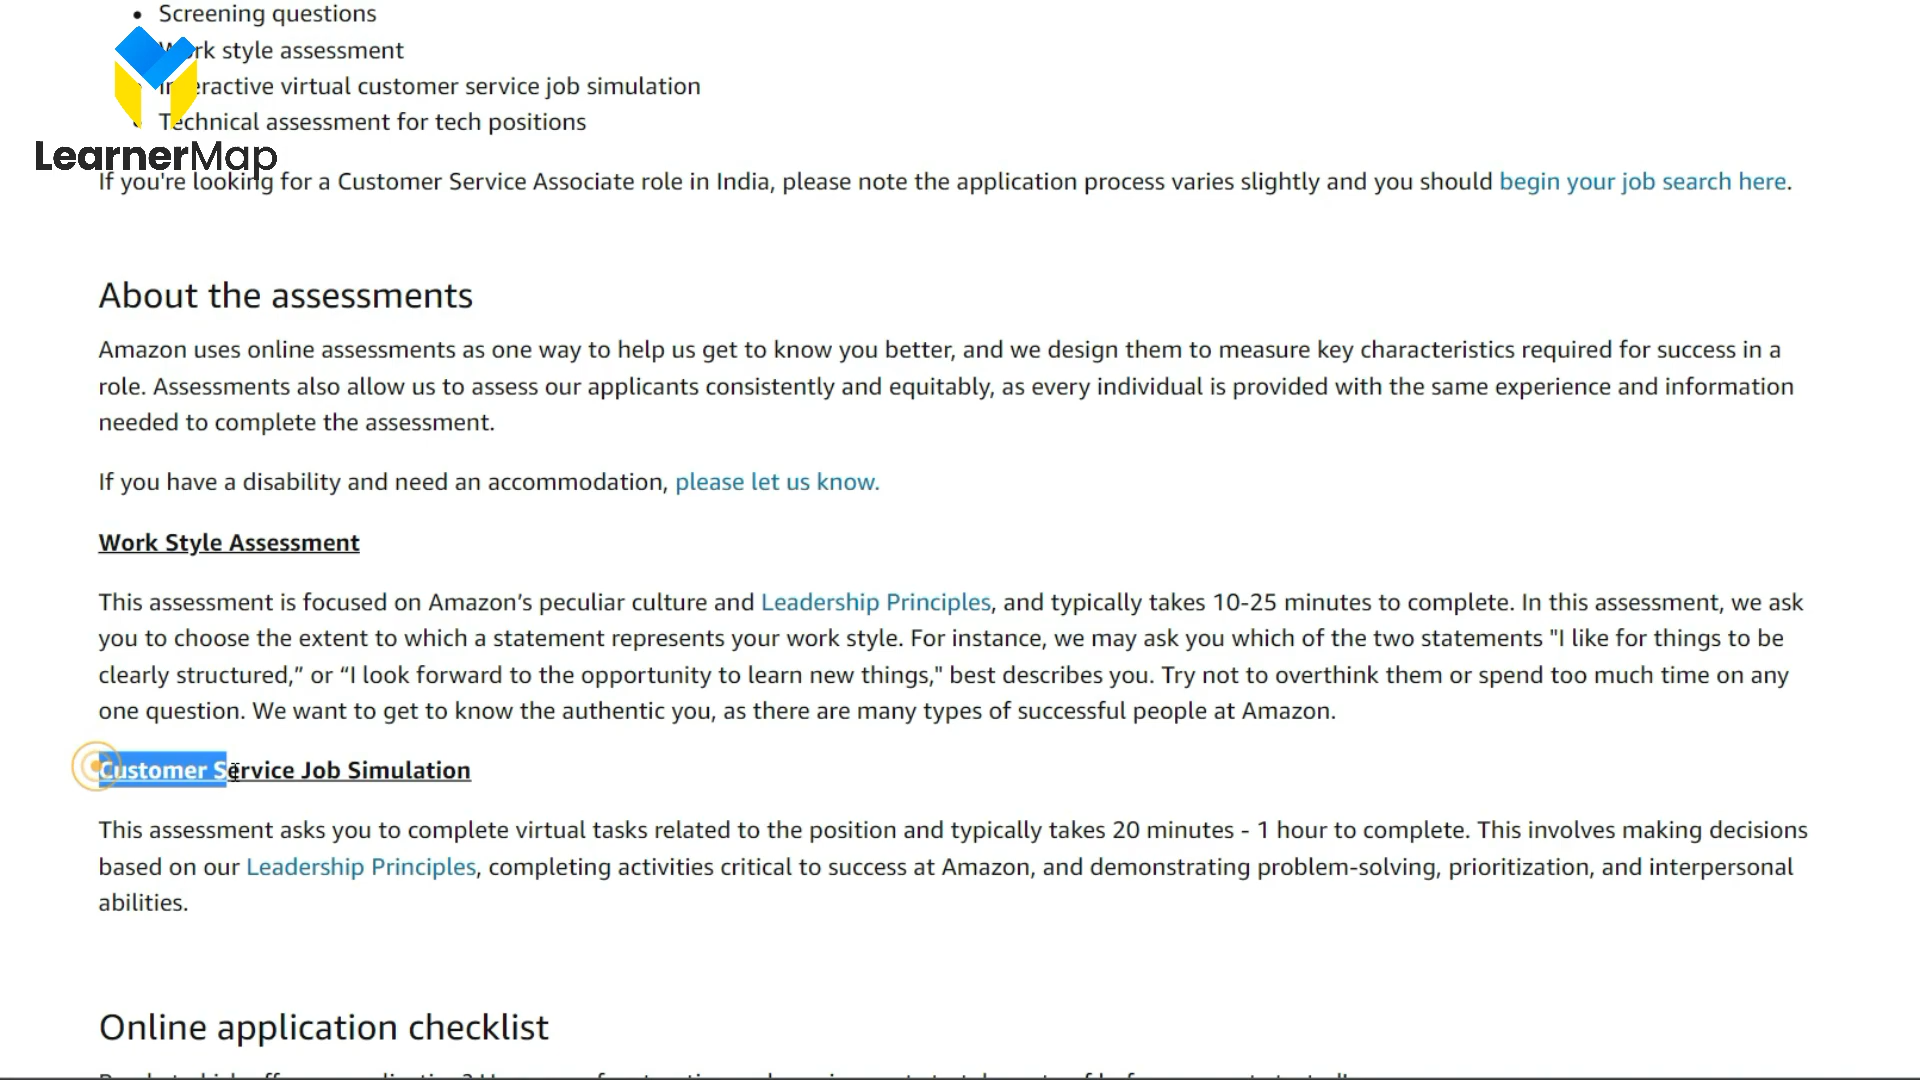 Screening questions
Work style assessment
Interactive virtual customer service job simulation
Technical assessment for tech positions
LearnerMap
If you're looking for a Customer Service Associate role in India, please note the application process varies slightly and you should begin your job search here.
About the assessments
Amazon uses online assessments as one way to help us get to know you better, and we design them to measure key characteristics required for success in a
role. Assessments also allow us to assess our applicants consistently and equitably, as every individual is provided with the same experience and information
needed to complete the assessment.
If you have a disability and need an accommodation, please let us know.
Work Style Assessment
This assessment is focused on Amazon’s peculiar culture and Leadership Principles, and typically takes 10-25 minutes to complete. In this assessment, we ask
you to choose the extent to which a statement represents your work style. For instance, we may ask you which of the two statements "I like for things to be
clearly structured,” or “I look forward to the opportunity to learn new things," best describes you. Try not to overthink them or spend too much time on any
one question. We want to get to know the authentic you, as there are many types of successful people at Amazon.
Customer Service Job Simulation
This assessment asks you to complete virtual tasks related to the position and typically takes 20 minutes - 1 hour to complete. This involves making decisions
based on our Leadership Principles, completing activities critical to success at Amazon, and demonstrating problem-solving, prioritization, and interpersonal
abilities.
Online application checklist